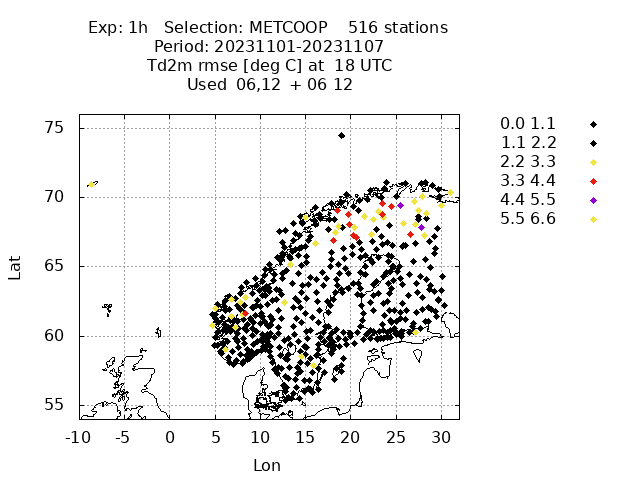 Exp: 1h Selection: METCOOP 516 stations
Period: 20231101-20231107
Td2m rmse [deg C] at 18 UTC
Used 06,12 + 06 12
75
70
65
60
55
Lat
-10 -5 0 5 10 15 20 25 30
Lon
0.0 1.1
1.1 2.2
2.2 3.3
3.3 4.4
4.4 5.5
5.5 6.6